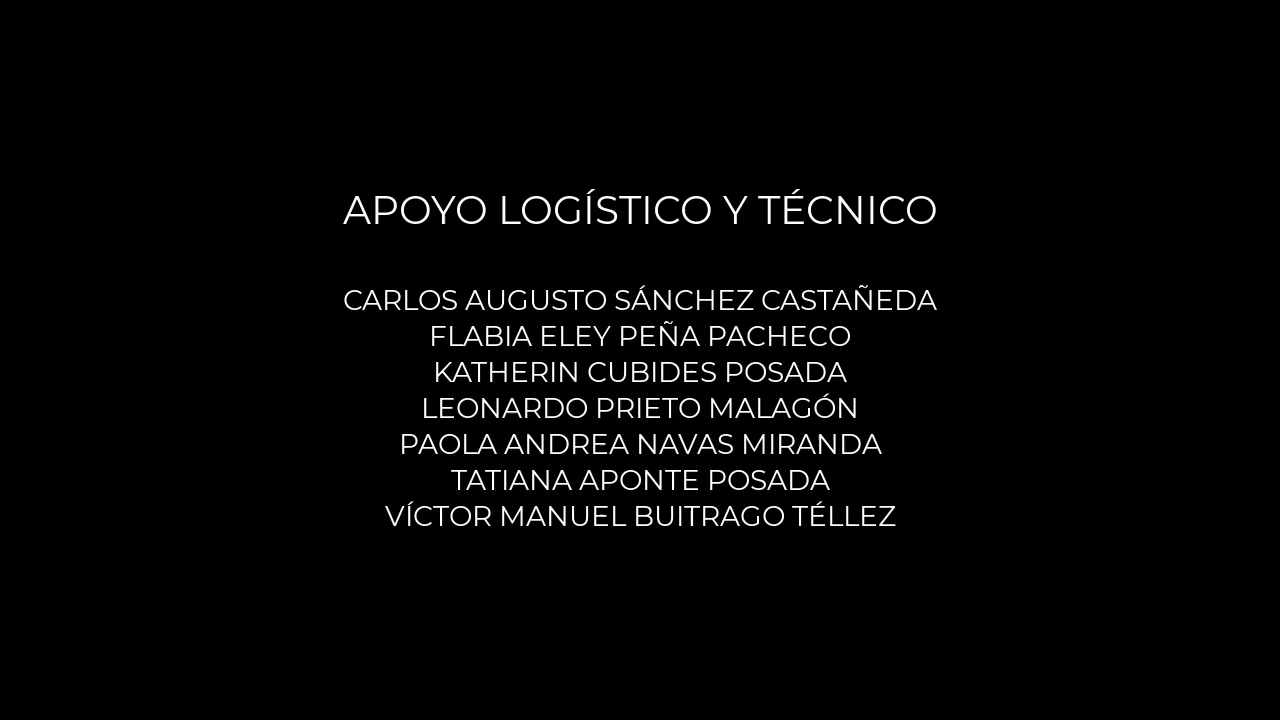 APOYO LOGÍSTICO Y TÉCNICO
CARLOS AUGUSTO SÁNCHEZ CASTAÑEDA
FLABIA ELEY PEÑA PACHECO
KATHERIN CUBIDES POSADA
LEONARDO PRIETO MALAGÓN
PAOLA ANDREA NAVAS MIRANDA
TATIANA APONTE POSADA
VÍCTOR MANUEL BUITRAGO TÉLLEZ